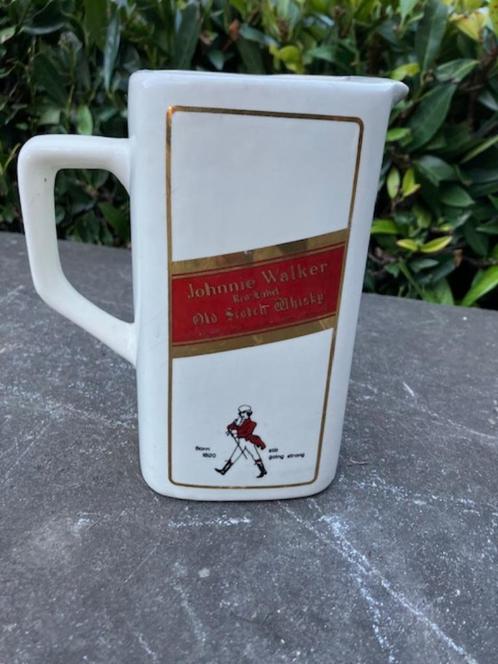 Johnnie Walker
Red Label
Old Scotch Whisky
Born 1820
still going strong